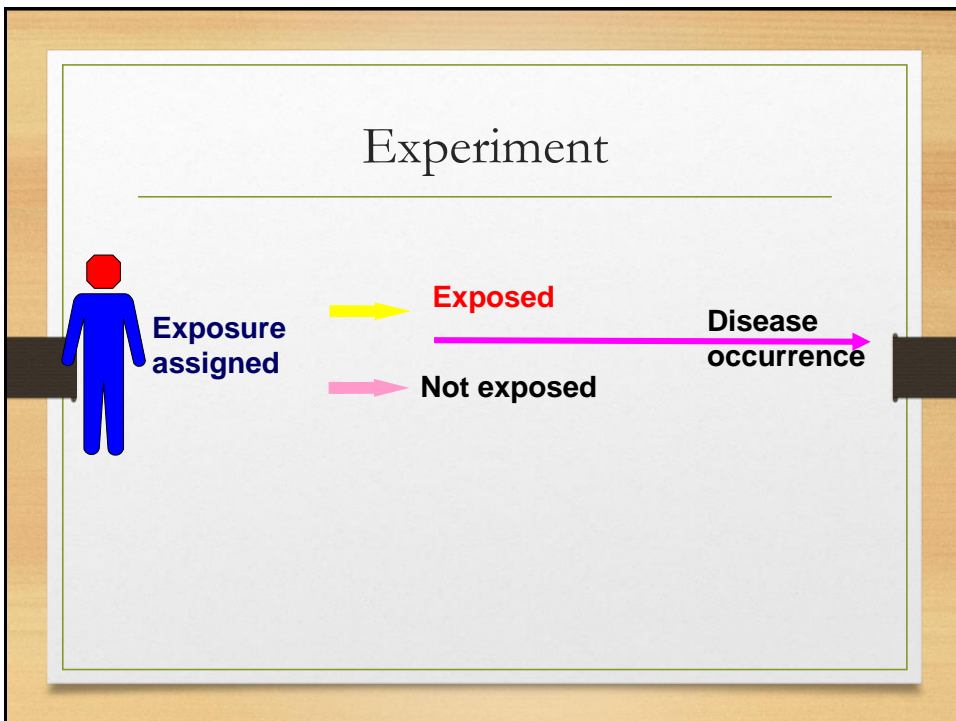 Experiment
Exposure
assigned
Exposed
Not exposed
Disease
occurrence